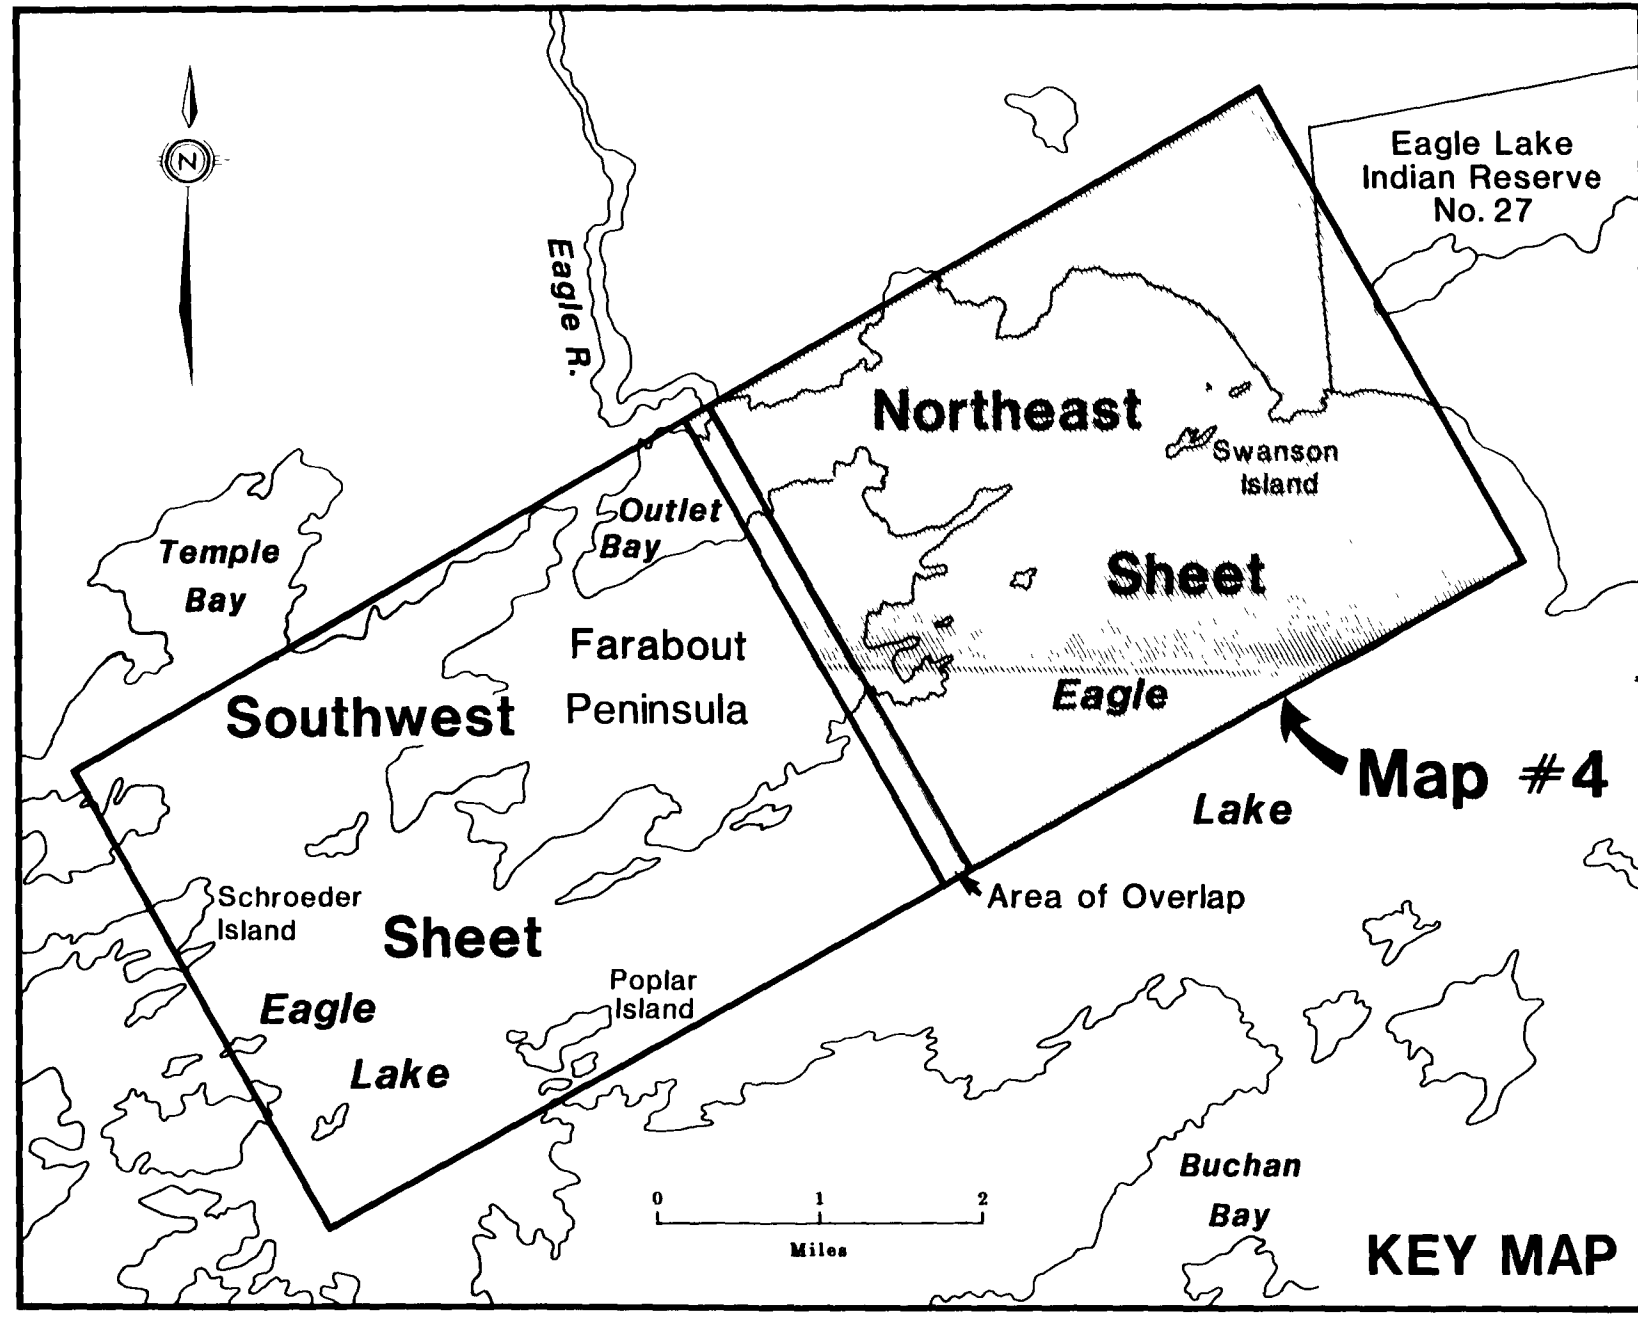 N
Eagle Lake
Indian Reserve
No. 27
Eagle R.
Northeast
Swanson
Island
Outlet
Bay
Temple
Bay
Sheet
Farabout
Peninsula
Eagle
Southwest
Map #4
Lake
Area of Overlap
Schroeder
Island
Sheet
Poplar
Island
Eagle
Lake
Buchan
Bay
0 1 2
Miles
KEY MAP